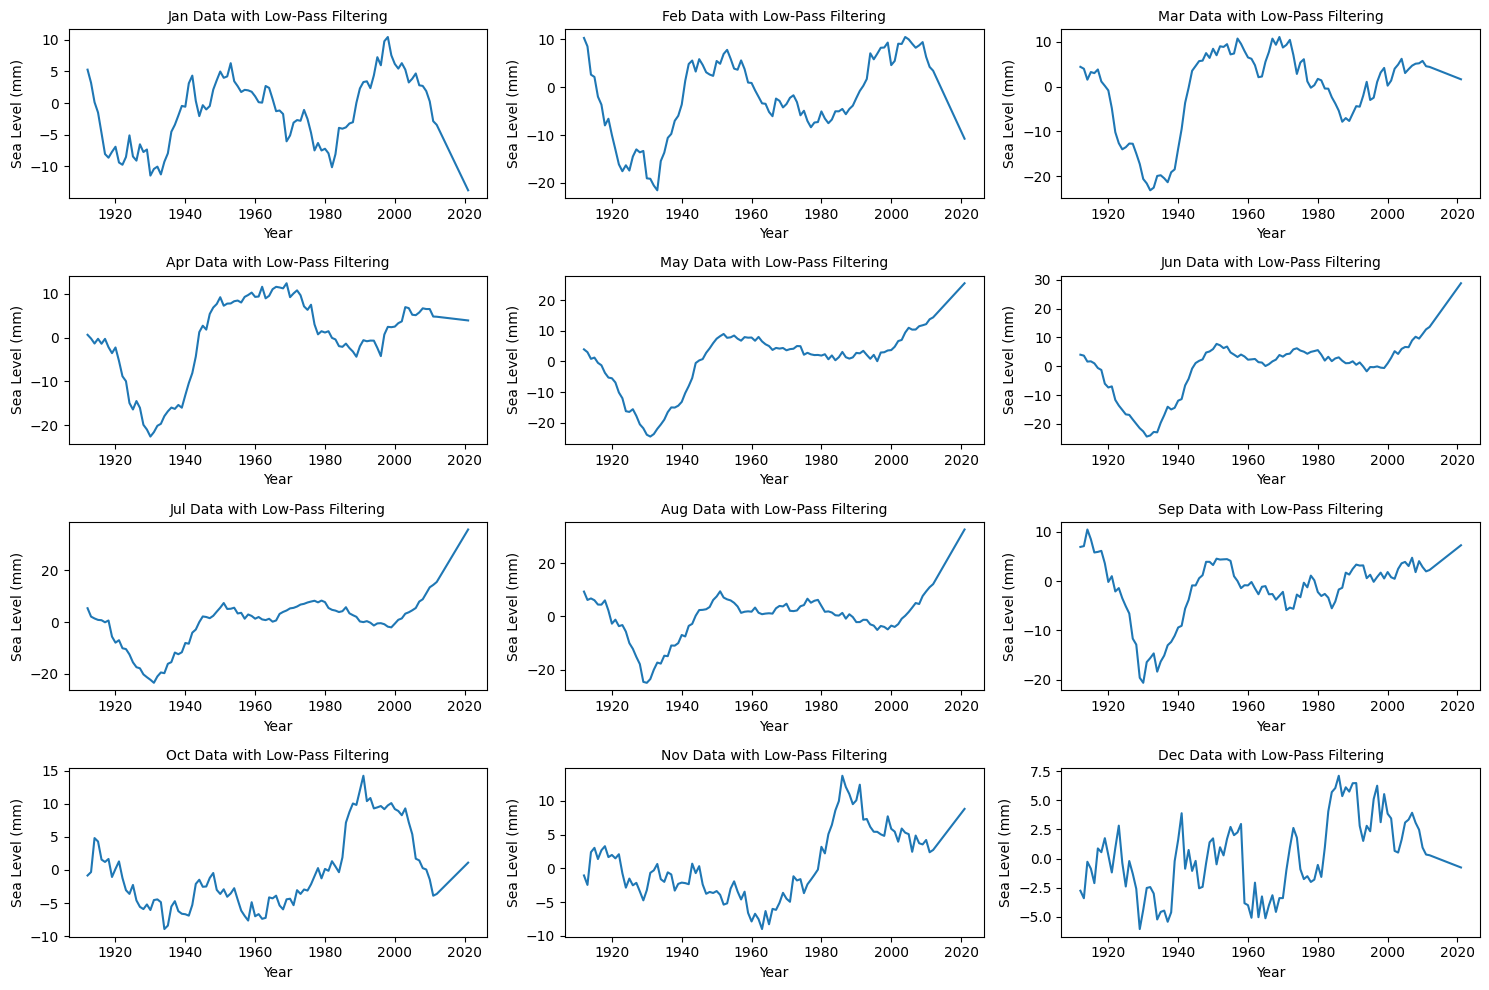 Jan Data with Low-Pass Filtering
Sea Level (mm)
10
5
0
−5
−10
1920 1940 1960 1980 2000 2020
Year
Feb Data with Low-Pass Filtering
Sea Level (mm)
10
0
−10
−20
1920 1940 1960 1980 2000 2020
Year
Mar Data with Low-Pass Filtering
Sea Level (mm)
10
0
−10
−20
1920 1940 1960 1980 2000 2020
Year
Apr Data with Low-Pass Filtering
Sea Level (mm)
10
0
−10
−20
1920 1940 1960 1980 2000 2020
Year
May Data with Low-Pass Filtering
Sea Level (mm)
20
10
0
−10
−20
1920 1940 1960 1980 2000 2020
Year
Jun Data with Low-Pass Filtering
Sea Level (mm)
30
20
10
0
−10
−20
1920 1940 1960 1980 2000 2020
Year
Jul Data with Low-Pass Filtering
Sea Level (mm)
20
0
−20
1920 1940 1960 1980 2000 2020
Year
Aug Data with Low-Pass Filtering
Sea Level (mm)
20
0
−20
1920 1940 1960 1980 2000 2020
Year
Sep Data with Low-Pass Filtering
Sea Level (mm)
10
0
−10
−20
1920 1940 1960 1980 2000 2020
Year
Oct Data with Low-Pass Filtering
Sea Level (mm)
15
10
5
0
−5
−10
1920 1940 1960 1980 2000 2020
Year
Nov Data with Low-Pass Filtering
Sea Level (mm)
10
5
0
−5
−10
1920 1940 1960 1980 2000 2020
Year
Dec Data with Low-Pass Filtering
Sea Level (mm)
7.5
5.0
2.5
0.0
−2.5
−5.0
1920 1940 1960 1980 2000 2020
Year